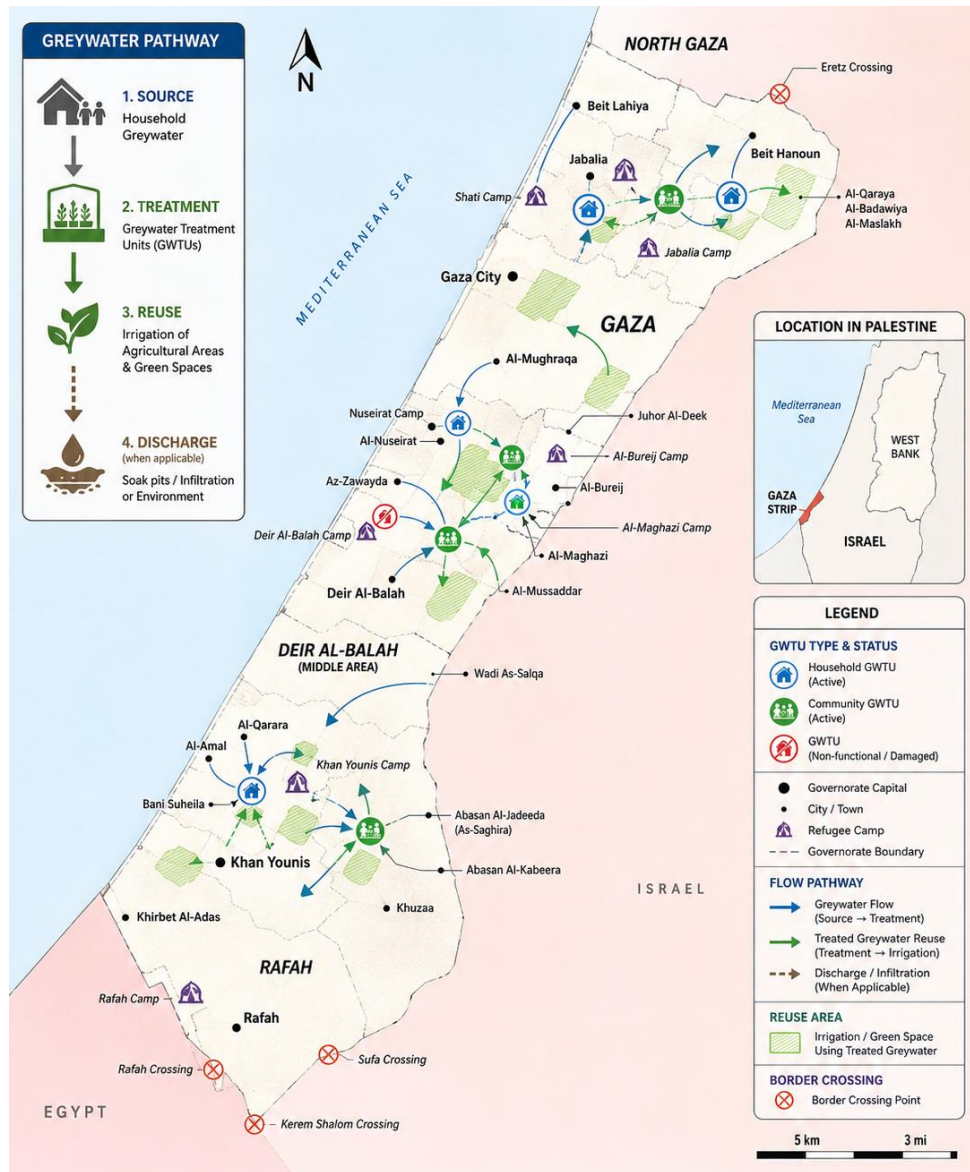 GREYWATER PATHWAY
1. SOURCE
Household
Greywater
2. TREATMENT
Greywater Treatment
Units (GWTUs)
3. REUSE
Irrigation of
Agricultural Areas
& Green Spaces
4. DISCHARGE
(when applicable)
Soak pits / Infiltration
or Environment
N
MEDITERRANEAN SEA
NORTH GAZA
Eretz Crossing
Beit Lahiya
Beit Hanoun
Jabalia
Shati Camp
Al-Qaraya
Al-Badawiya
Al-Maslakh
Jabalia Camp
Gaza City
GAZA
Al-Mughraqa
Nuseirat Camp
Al-Nuseirat
Juhor Al-Deek
Al-Bureij Camp
Az-Zawayda
Al-Bureij
Deir Al-Balah Camp
Al-Maghazi Camp
Al-Maghazi
Deir Al-Balah
Al-Mussaddar
DEIR AL-BALAH
(MIDDLE AREA)
Wadi As-Salqa
Al-Qarara
Al-Amal
Khan Younis Camp
Bani Suheila
Abasan Al-Jadeeda
(As-Saghira)
Khan Younis
Abasan Al-Kabeera
Khirbet Al-Adas
Khuzaa
RAFAH
Rafah Camp
Rafah
Sufa Crossing
Rafah Crossing
Kerem Shalom Crossing
EGYPT
ISRAEL
LOCATION IN PALESTINE
Mediterranean
Sea
WEST
BANK
GAZA
STRIP
ISRAEL
LEGEND
GWTU TYPE & STATUS
Household GWTU
(Active)
Community GWTU
(Active)
GWTU
(Non-functional / Damaged)
Governorate Capital
City / Town
Refugee Camp
Governorate Boundary
FLOW PATHWAY
Greywater Flow
(Source → Treatment)
Treated Greywater Reuse
(Treatment → Irrigation)
Discharge / Infiltration
(When Applicable)
REUSE AREA
Irrigation / Green Space
Using Treated Greywater
BORDER CROSSING
Border Crossing Point
5 km
3 mi